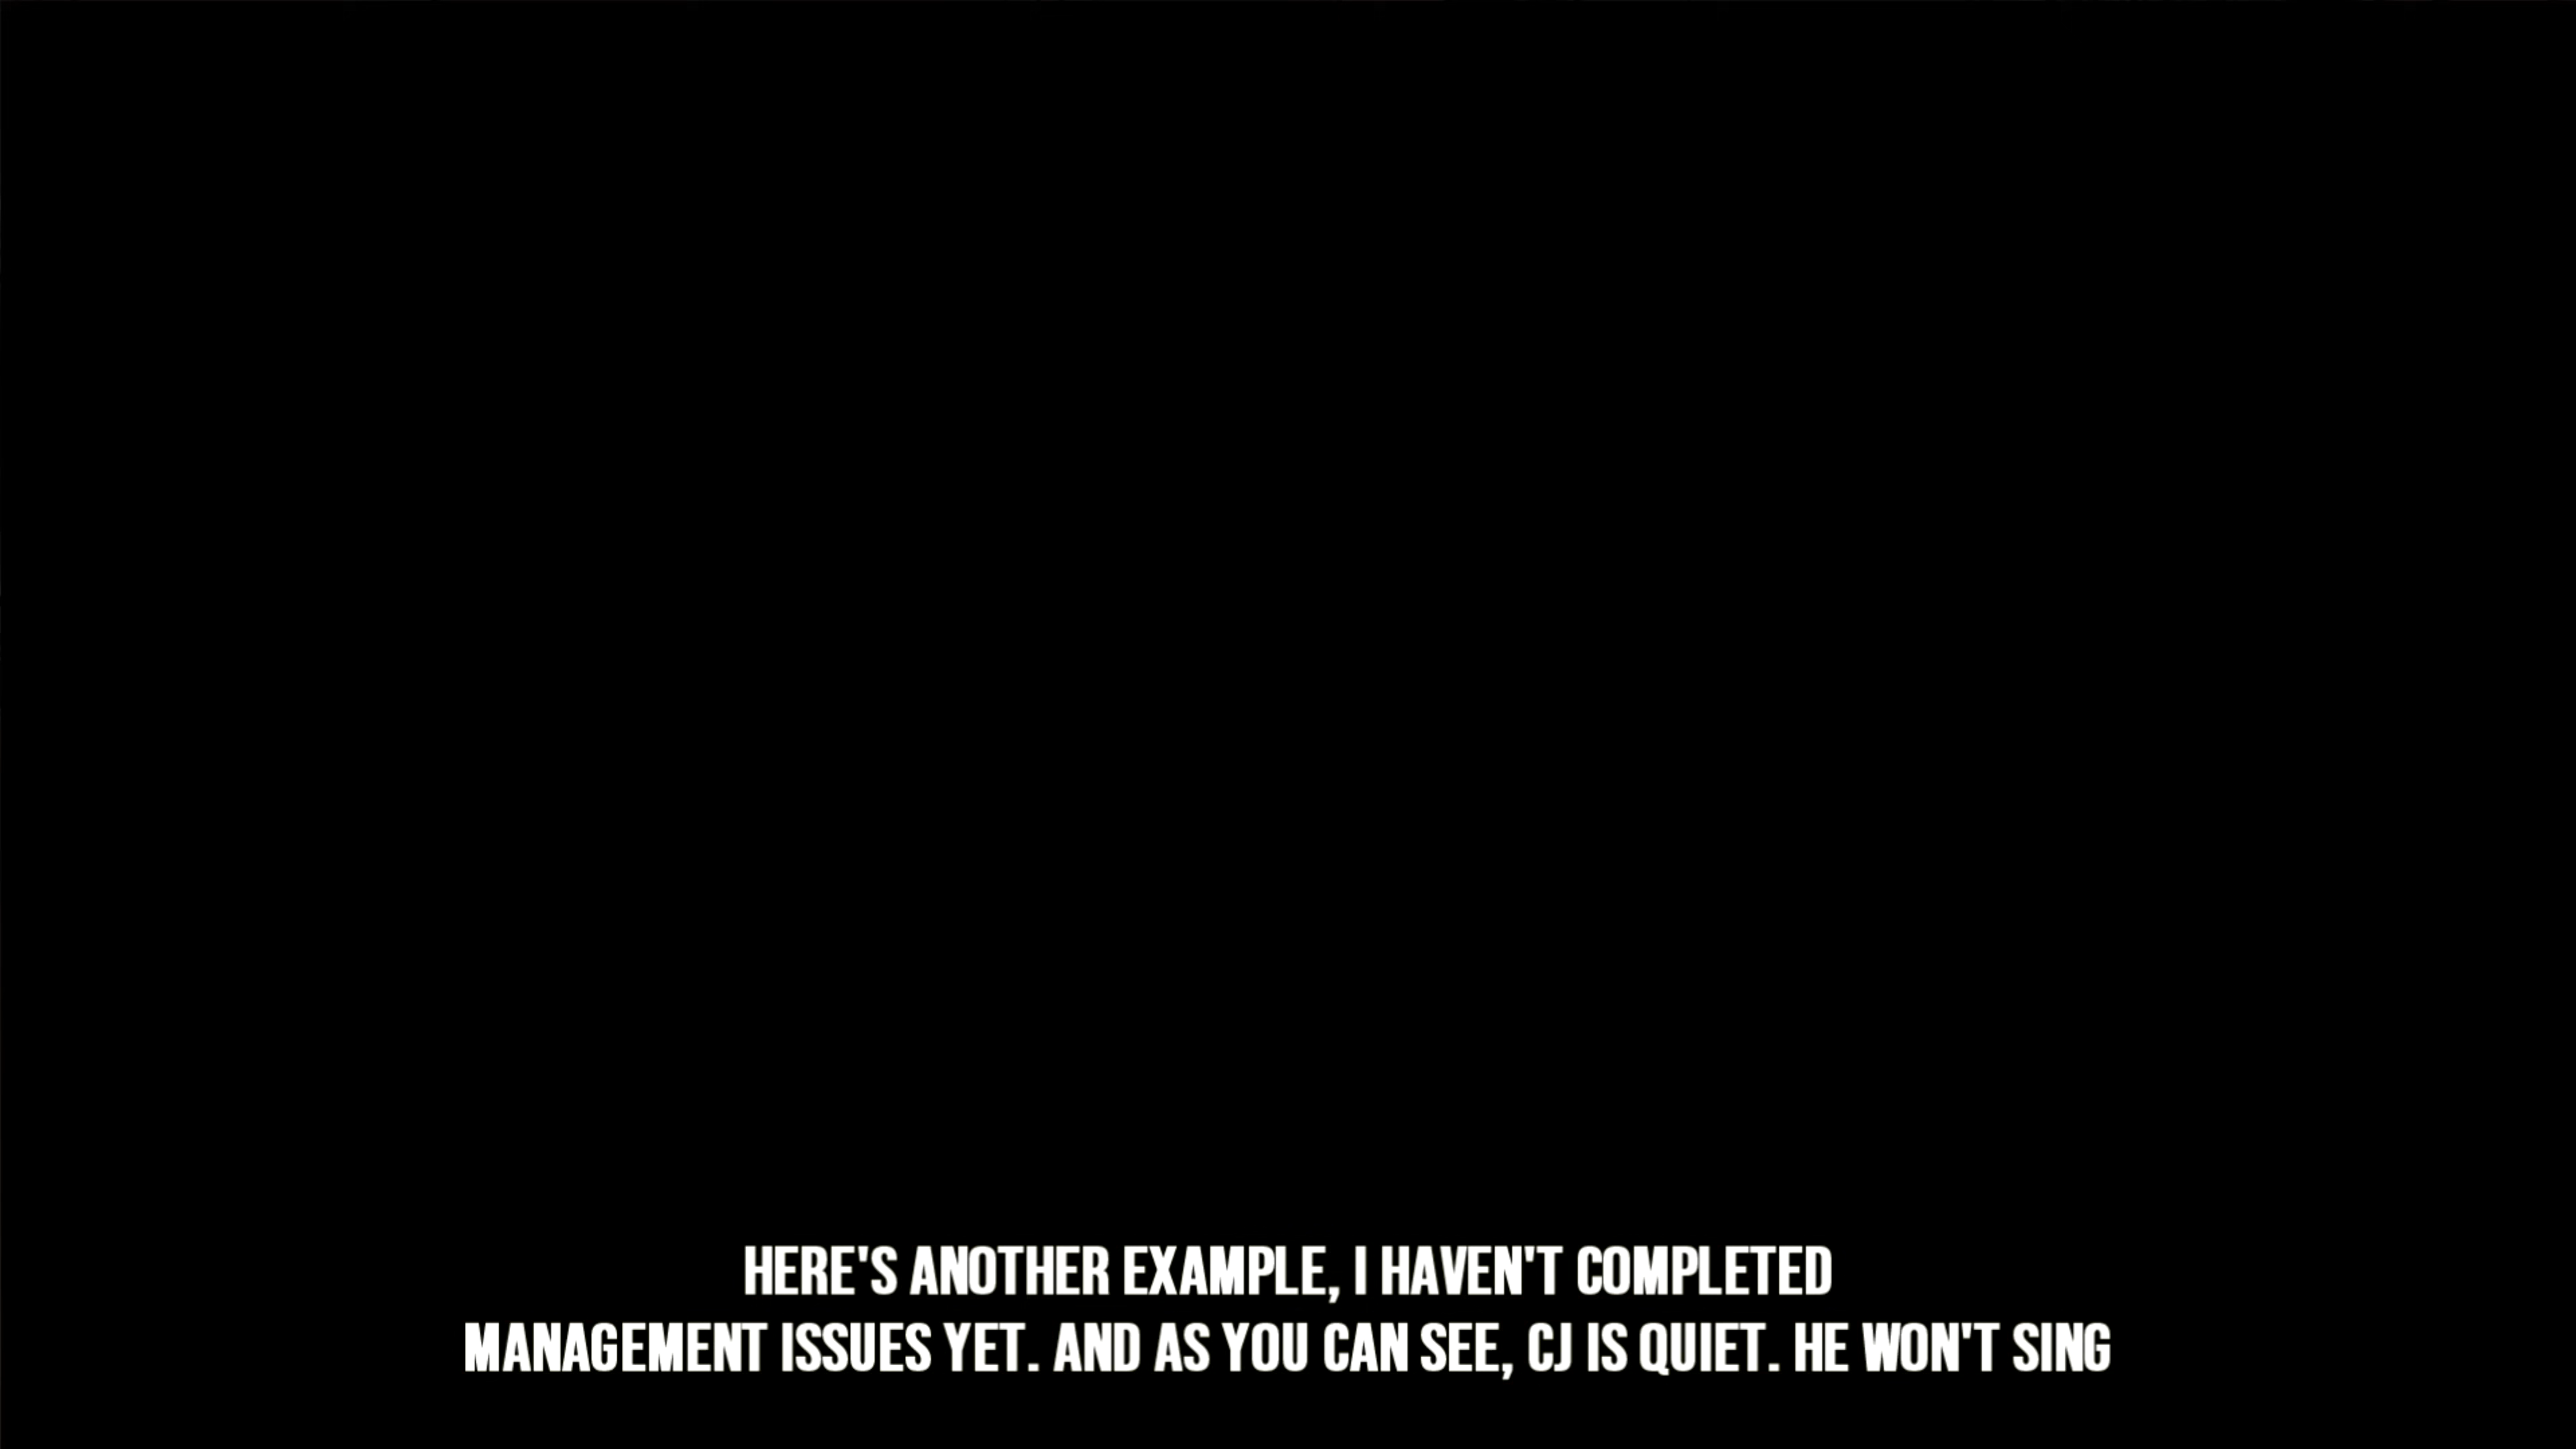 HERE'S ANOTHER EXAMPLE, I HAVEN'T COMPLETED
MANAGEMENT ISSUES YET. AND AS YOU CAN SEE, CJ IS QUIET. HE WON'T SING